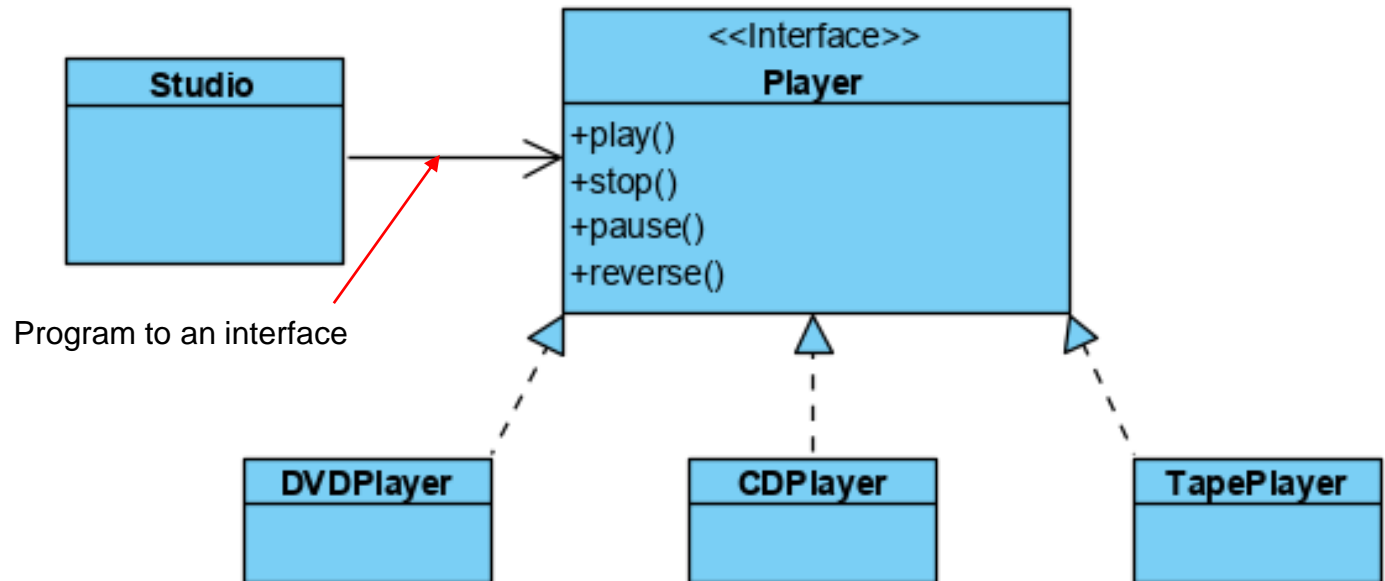 Studio
<<Interface>>
Player
+play()
+stop()
+pause()
+reverse()
Program to an interface
DVDPlayer
CDPlayer
TapePlayer